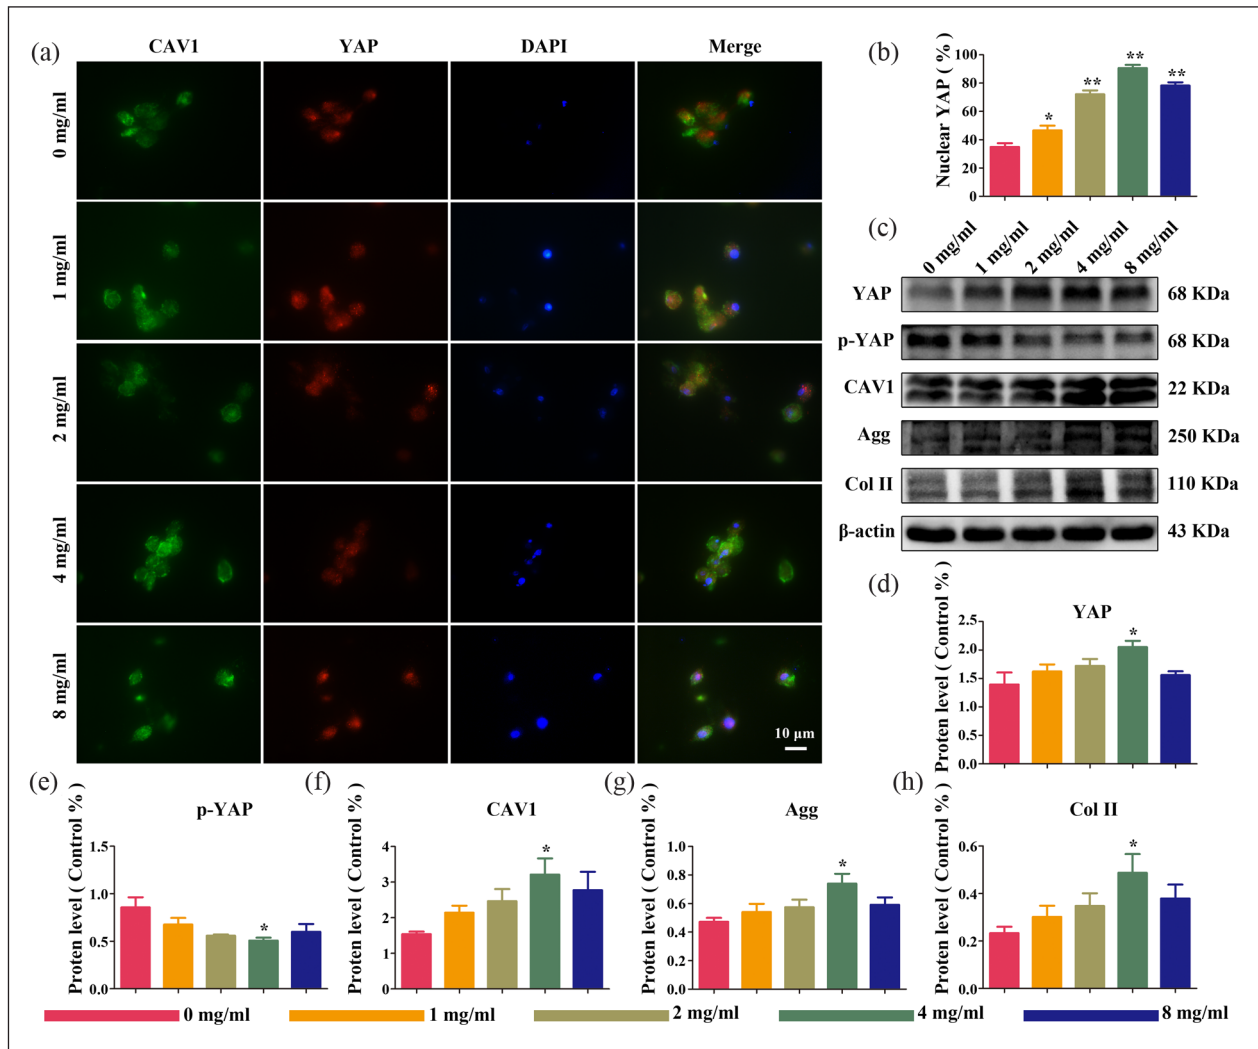 (a)
CAV1
YAP
DAPI
Merge
0 mg/ml
1 mg/ml
2 mg/ml
4 mg/ml
8 mg/ml
10 μm
(b)
Nuclear YAP ( % )
100
80
60
40
20
0
*
**
**
**
(c)
0 mg/ml
1 mg/ml
2 mg/ml
4 mg/ml
8 mg/ml
YAP 68 KDa
p-YAP 68 KDa
CAV1 22 KDa
Agg 250 KDa
Col II 110 KDa
β-actin 43 KDa
(d)
YAP
Proten level ( Control % )
2.5
2.0
1.5
1.0
0.5
0.0
*
(e)
p-YAP
Proten level ( Control % )
1.5
1.0
0.5
0.0
*
(f)
CAV1
Proten level ( Control % )
4
3
2
1
0
*
(g)
Agg
Proten level ( Control % )
1.0
0.8
0.6
0.4
0.2
0.0
*
(h)
Col II
Proten level ( Control % )
0.6
0.4
0.2
0.0
*
0 mg/ml
1 mg/ml
2 mg/ml
4 mg/ml
8 mg/ml